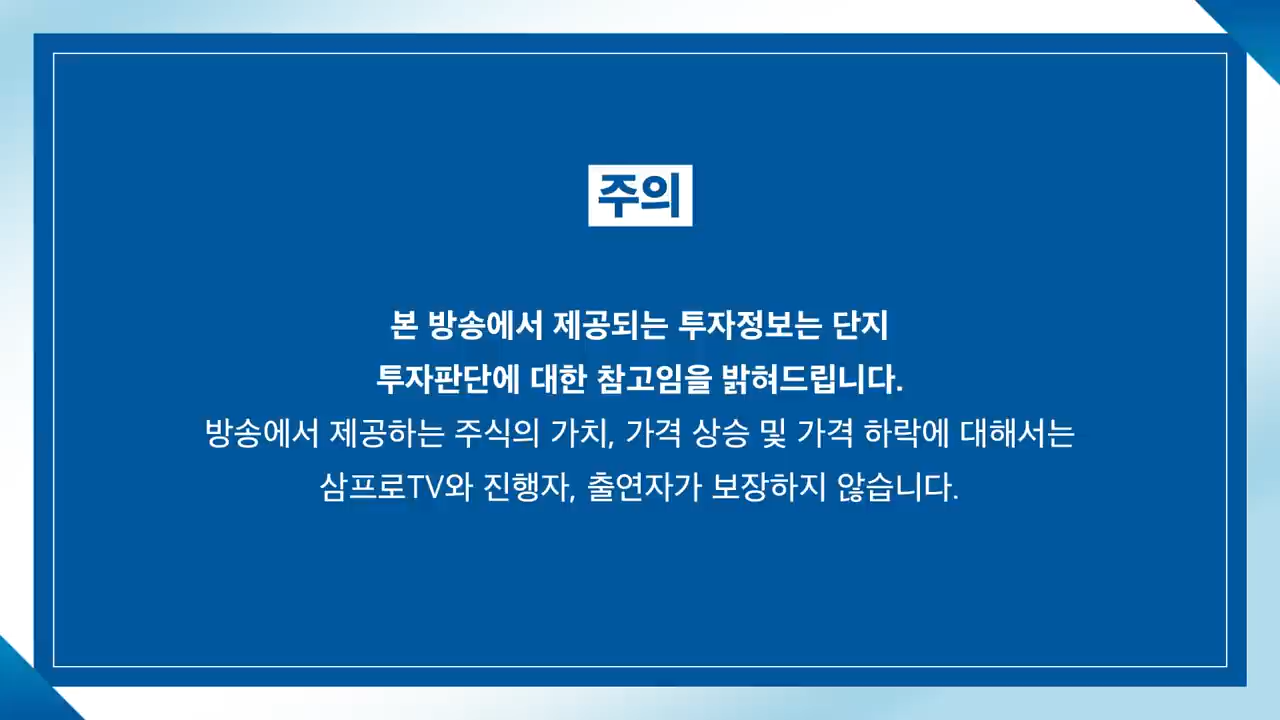 주의
본 방송에서 제공되는 투자정보는 단지
투자판단에 대한 참고임을 밝혀드립니다.
방송에서 제공하는 주식의 가치, 가격 상승 및 가격 하락에 대해서는
삼프로TV와 진행자, 출연자가 보장하지 않습니다.